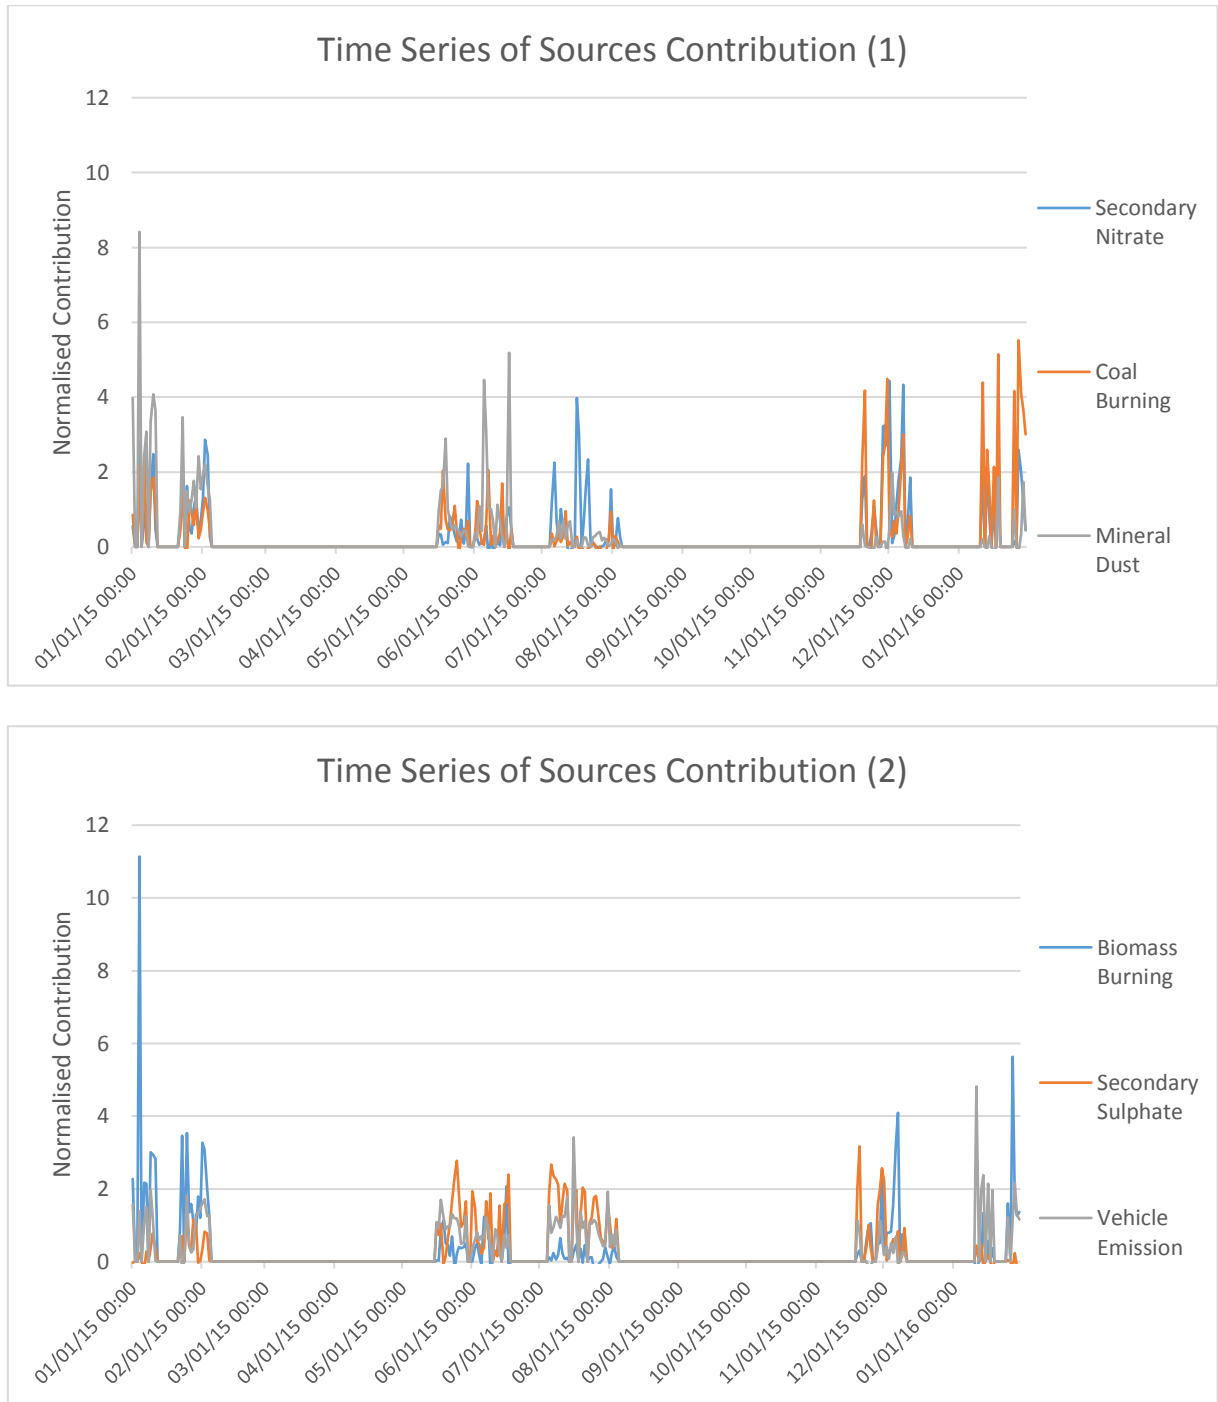 Time Series of Sources Contribution (1)
Normalised Contribution
12
10
8
6
4
2
0
01/01/15 00:00
02/01/15 00:00
03/01/15 00:00
04/01/15 00:00
05/01/15 00:00
06/01/15 00:00
07/01/15 00:00
08/01/15 00:00
09/01/15 00:00
10/01/15 00:00
11/01/15 00:00
12/01/15 00:00
01/01/16 00:00
Secondary
Nitrate
Coal
Burning
Mineral
Dust
Time Series of Sources Contribution (2)
Normalised Contribution
12
10
8
6
4
2
0
01/01/15 00:00
02/01/15 00:00
03/01/15 00:00
04/01/15 00:00
05/01/15 00:00
06/01/15 00:00
07/01/15 00:00
08/01/15 00:00
09/01/15 00:00
10/01/15 00:00
11/01/15 00:00
12/01/15 00:00
01/01/16 00:00
Biomass
Burning
Secondary
Sulphate
Vehicle
Emission